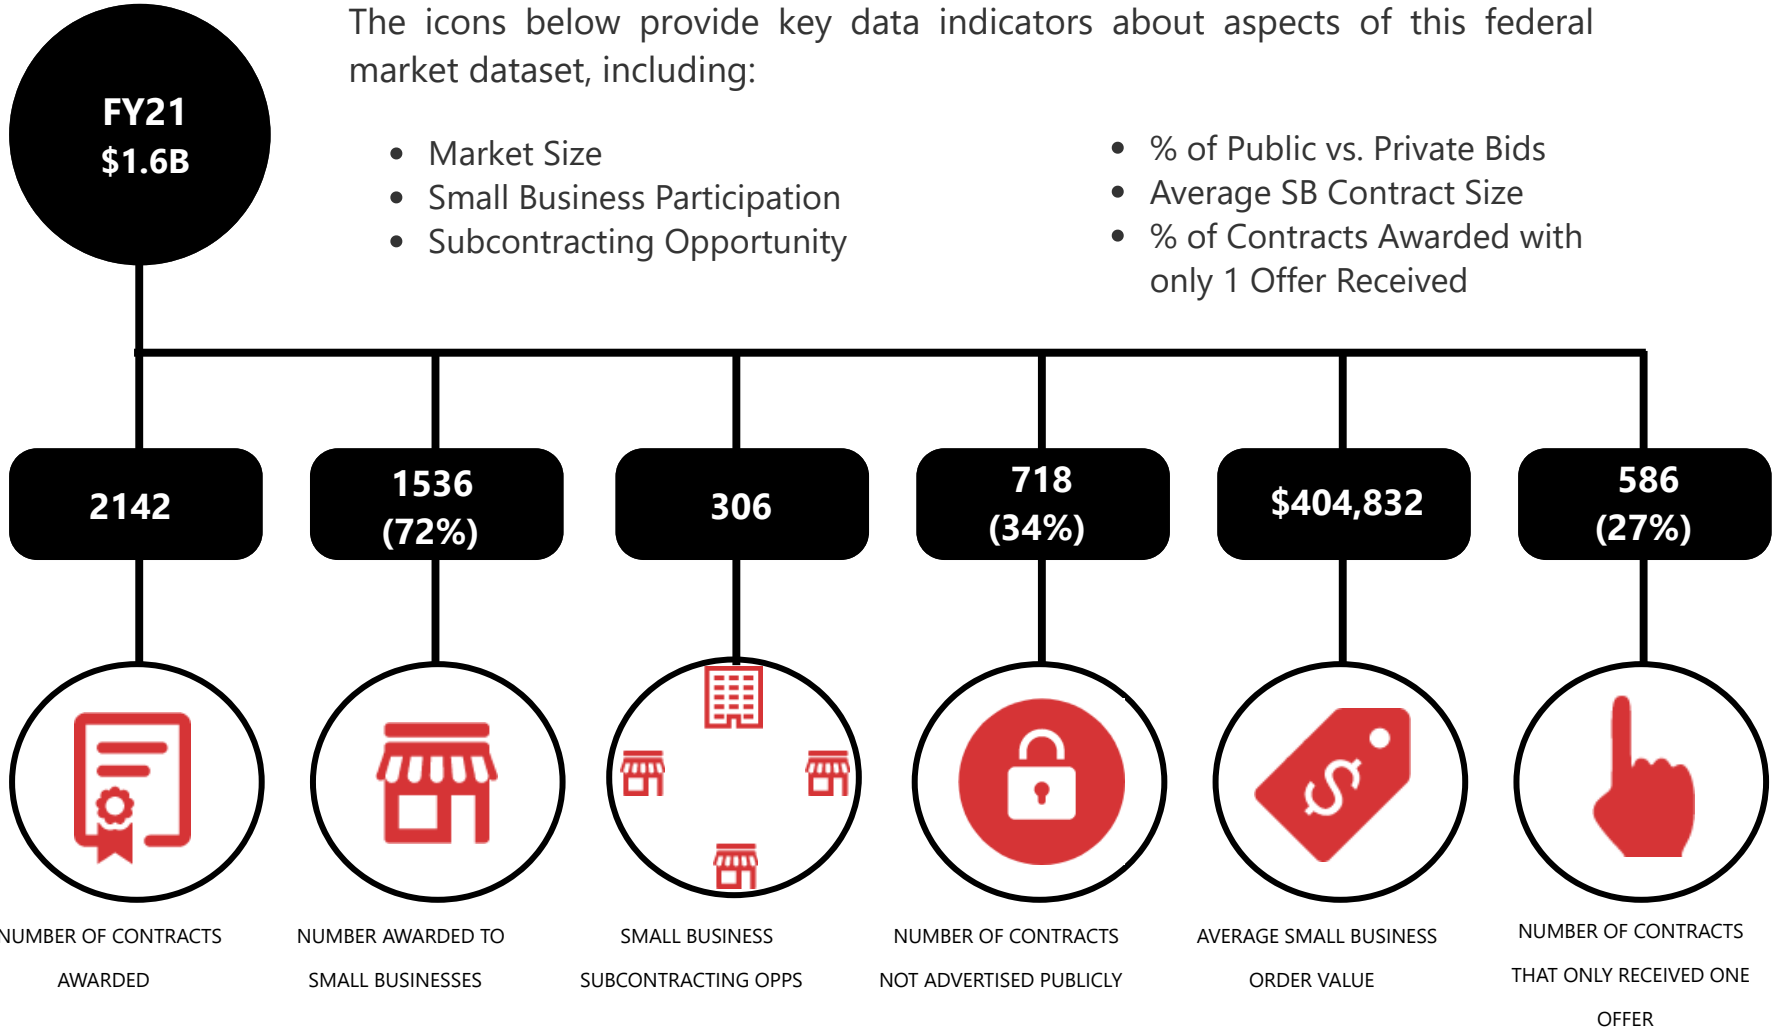 The icons below provide key data indicators about aspects of this federal
market dataset, including:
FY21
$1.6B
• Market Size
• Small Business Participation
• Subcontracting Opportunity
• % of Public vs. Private Bids
• Average SB Contract Size
• % of Contracts Awarded with
only 1 Offer Received
2142
1536
(72%)
306
718
(34%)
$404,832
586
(27%)
NUMBER OF CONTRACTS
AWARDED
NUMBER AWARDED TO
SMALL BUSINESSES
SMALL BUSINESS
SUBCONTRACTING OPPS
NUMBER OF CONTRACTS
NOT ADVERTISED PUBLICLY
AVERAGE SMALL BUSINESS
ORDER VALUE
NUMBER OF CONTRACTS
THAT ONLY RECEIVED ONE
OFFER